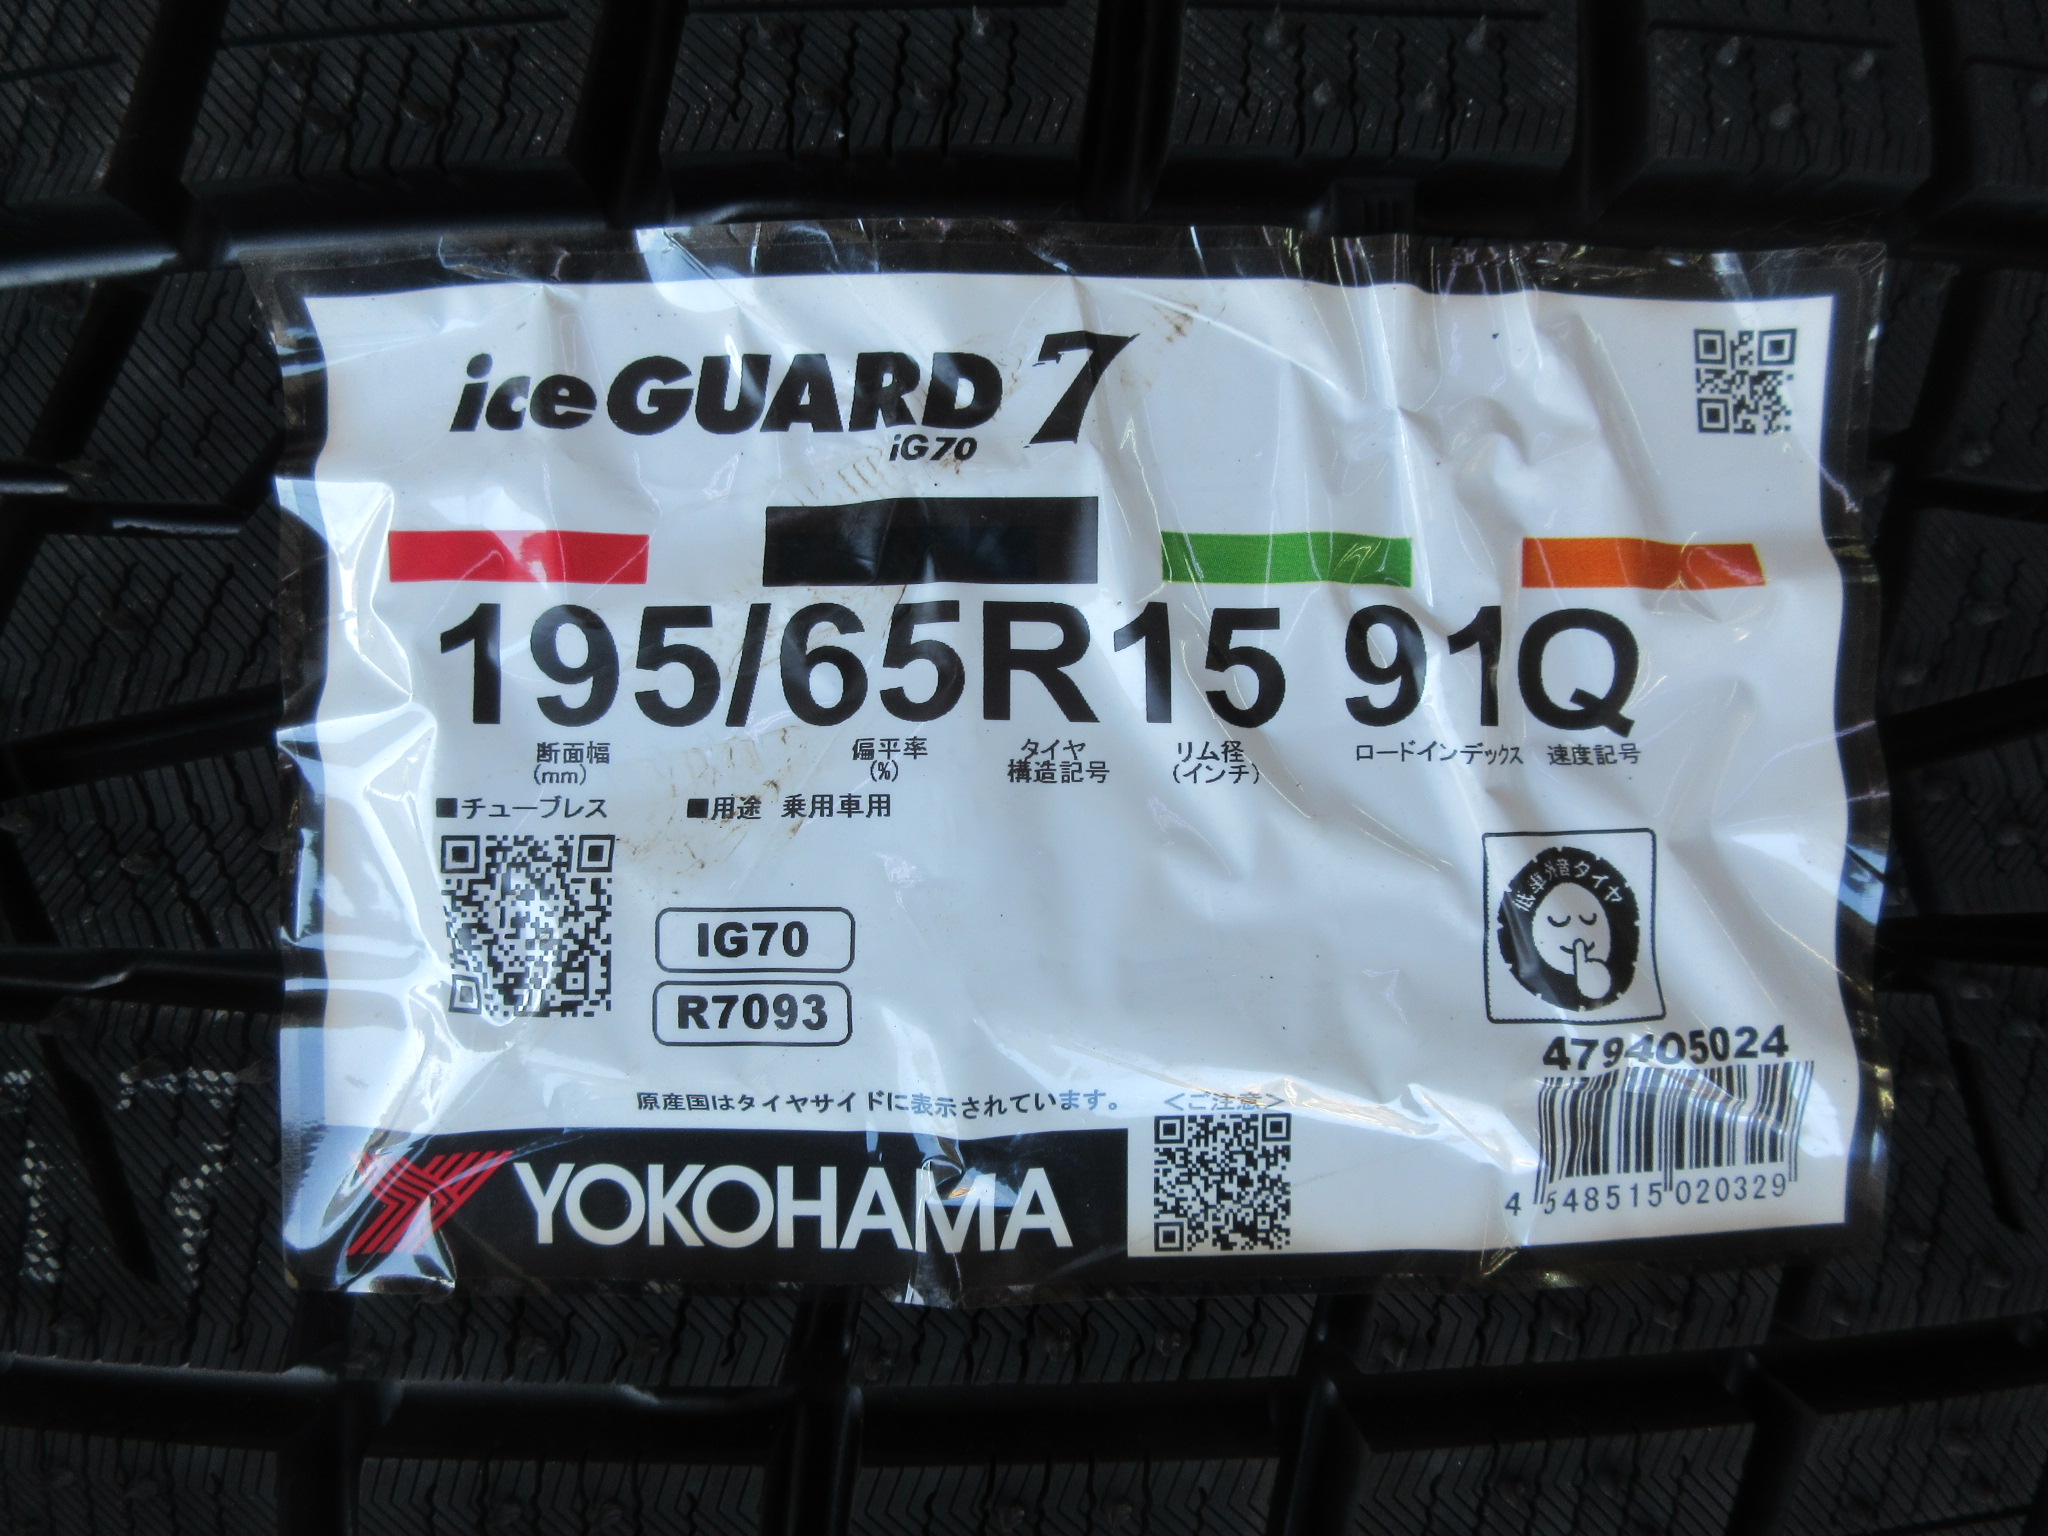 iceGUARD 7
iG70
195/65R15 91Q
断面幅 偏平率 タイヤ リム径 ロードインデックス 速度記号
(mm) (%) 構造記号 (インチ)
■チューブレス ■用途 乗用車用
低車外音タイヤ
IG70
R7093
479405024
原産国はタイヤサイドに表示されています。 <ご注意>
YOKOHAMA
4 548515 020329